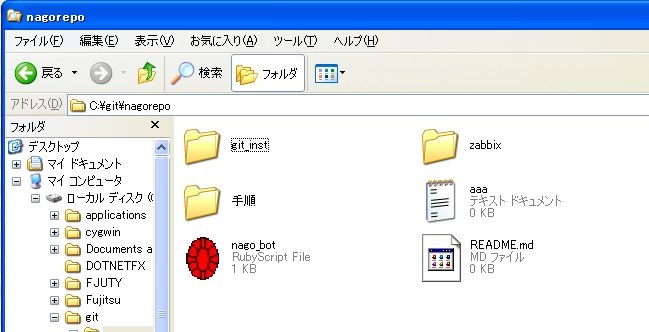 nagorepo
ファイル(F) 編集(E) 表示(V) お気に入り(A) ツール(T) ヘルプ(H)
戻る 検索 フォルダ
アドレス(D) C:¥git¥nagorepo
フォルダ
デスクトップ
マイ ドキュメント
マイ コンピュータ
ローカル ディスク (
applications
cygwin
Documents a
DOTNETFX
FJUTY
Fujitsu
git
git_inst
zabbix
手順
aaa
テキスト ドキュメント
0 KB
nago_bot
RubyScript File
1 KB
README.md
MD ファイル
0 KB